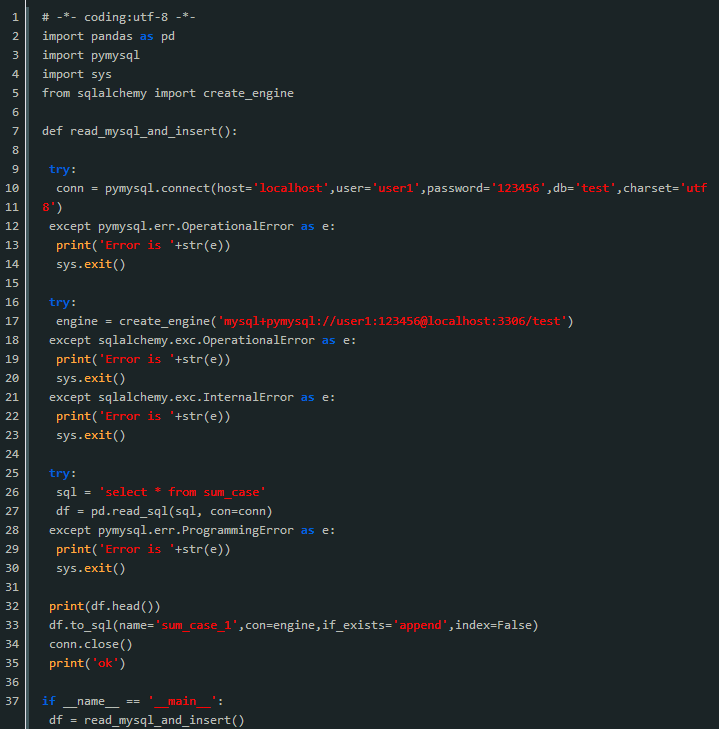 1 # -*- coding:utf-8 -*-
2 import pandas as pd
3 import pymysql
4 import sys
5 from sqlalchemy import create_engine
6
7 def read_mysql_and_insert():
8
9  try:
10   conn = pymysql.connect(host='localhost',user='user1',password='123456',db='test',charset='utf
11 8')
12  except pymysql.err.OperationalError as e:
13   print('Error is '+str(e))
14   sys.exit()
15
16  try:
17   engine = create_engine('mysql+pymysql://user1:123456@localhost:3306/test')
18  except sqlalchemy.exc.OperationalError as e:
19   print('Error is '+str(e))
20   sys.exit()
21  except sqlalchemy.exc.InternalError as e:
22   print('Error is '+str(e))
23   sys.exit()
24
25  try:
26   sql = 'select * from sum_case'
27   df = pd.read_sql(sql, con=conn)
28  except pymysql.err.ProgrammingError as e:
29   print('Error is '+str(e))
30   sys.exit()
31
32  print(df.head())
33  df.to_sql(name='sum_case_1',con=engine,if_exists='append',index=False)
34  conn.close()
35  print('ok')
36
37 if __name__ == '__main__':
 df = read_mysql_and_insert()